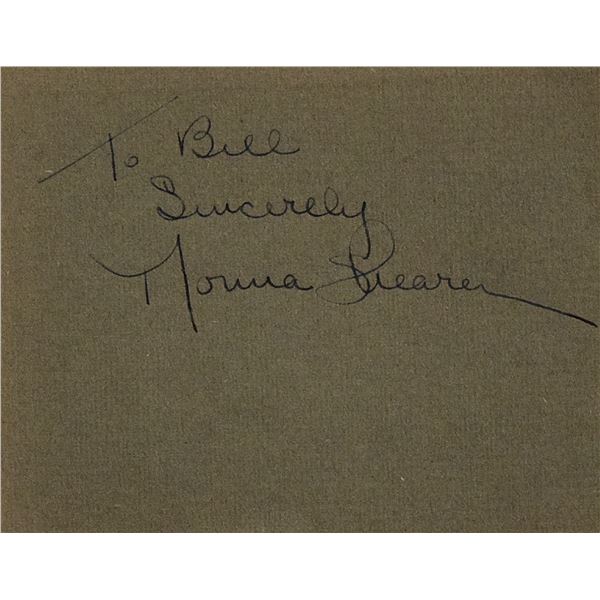 To Bill
Sincerely
Norma Shearer